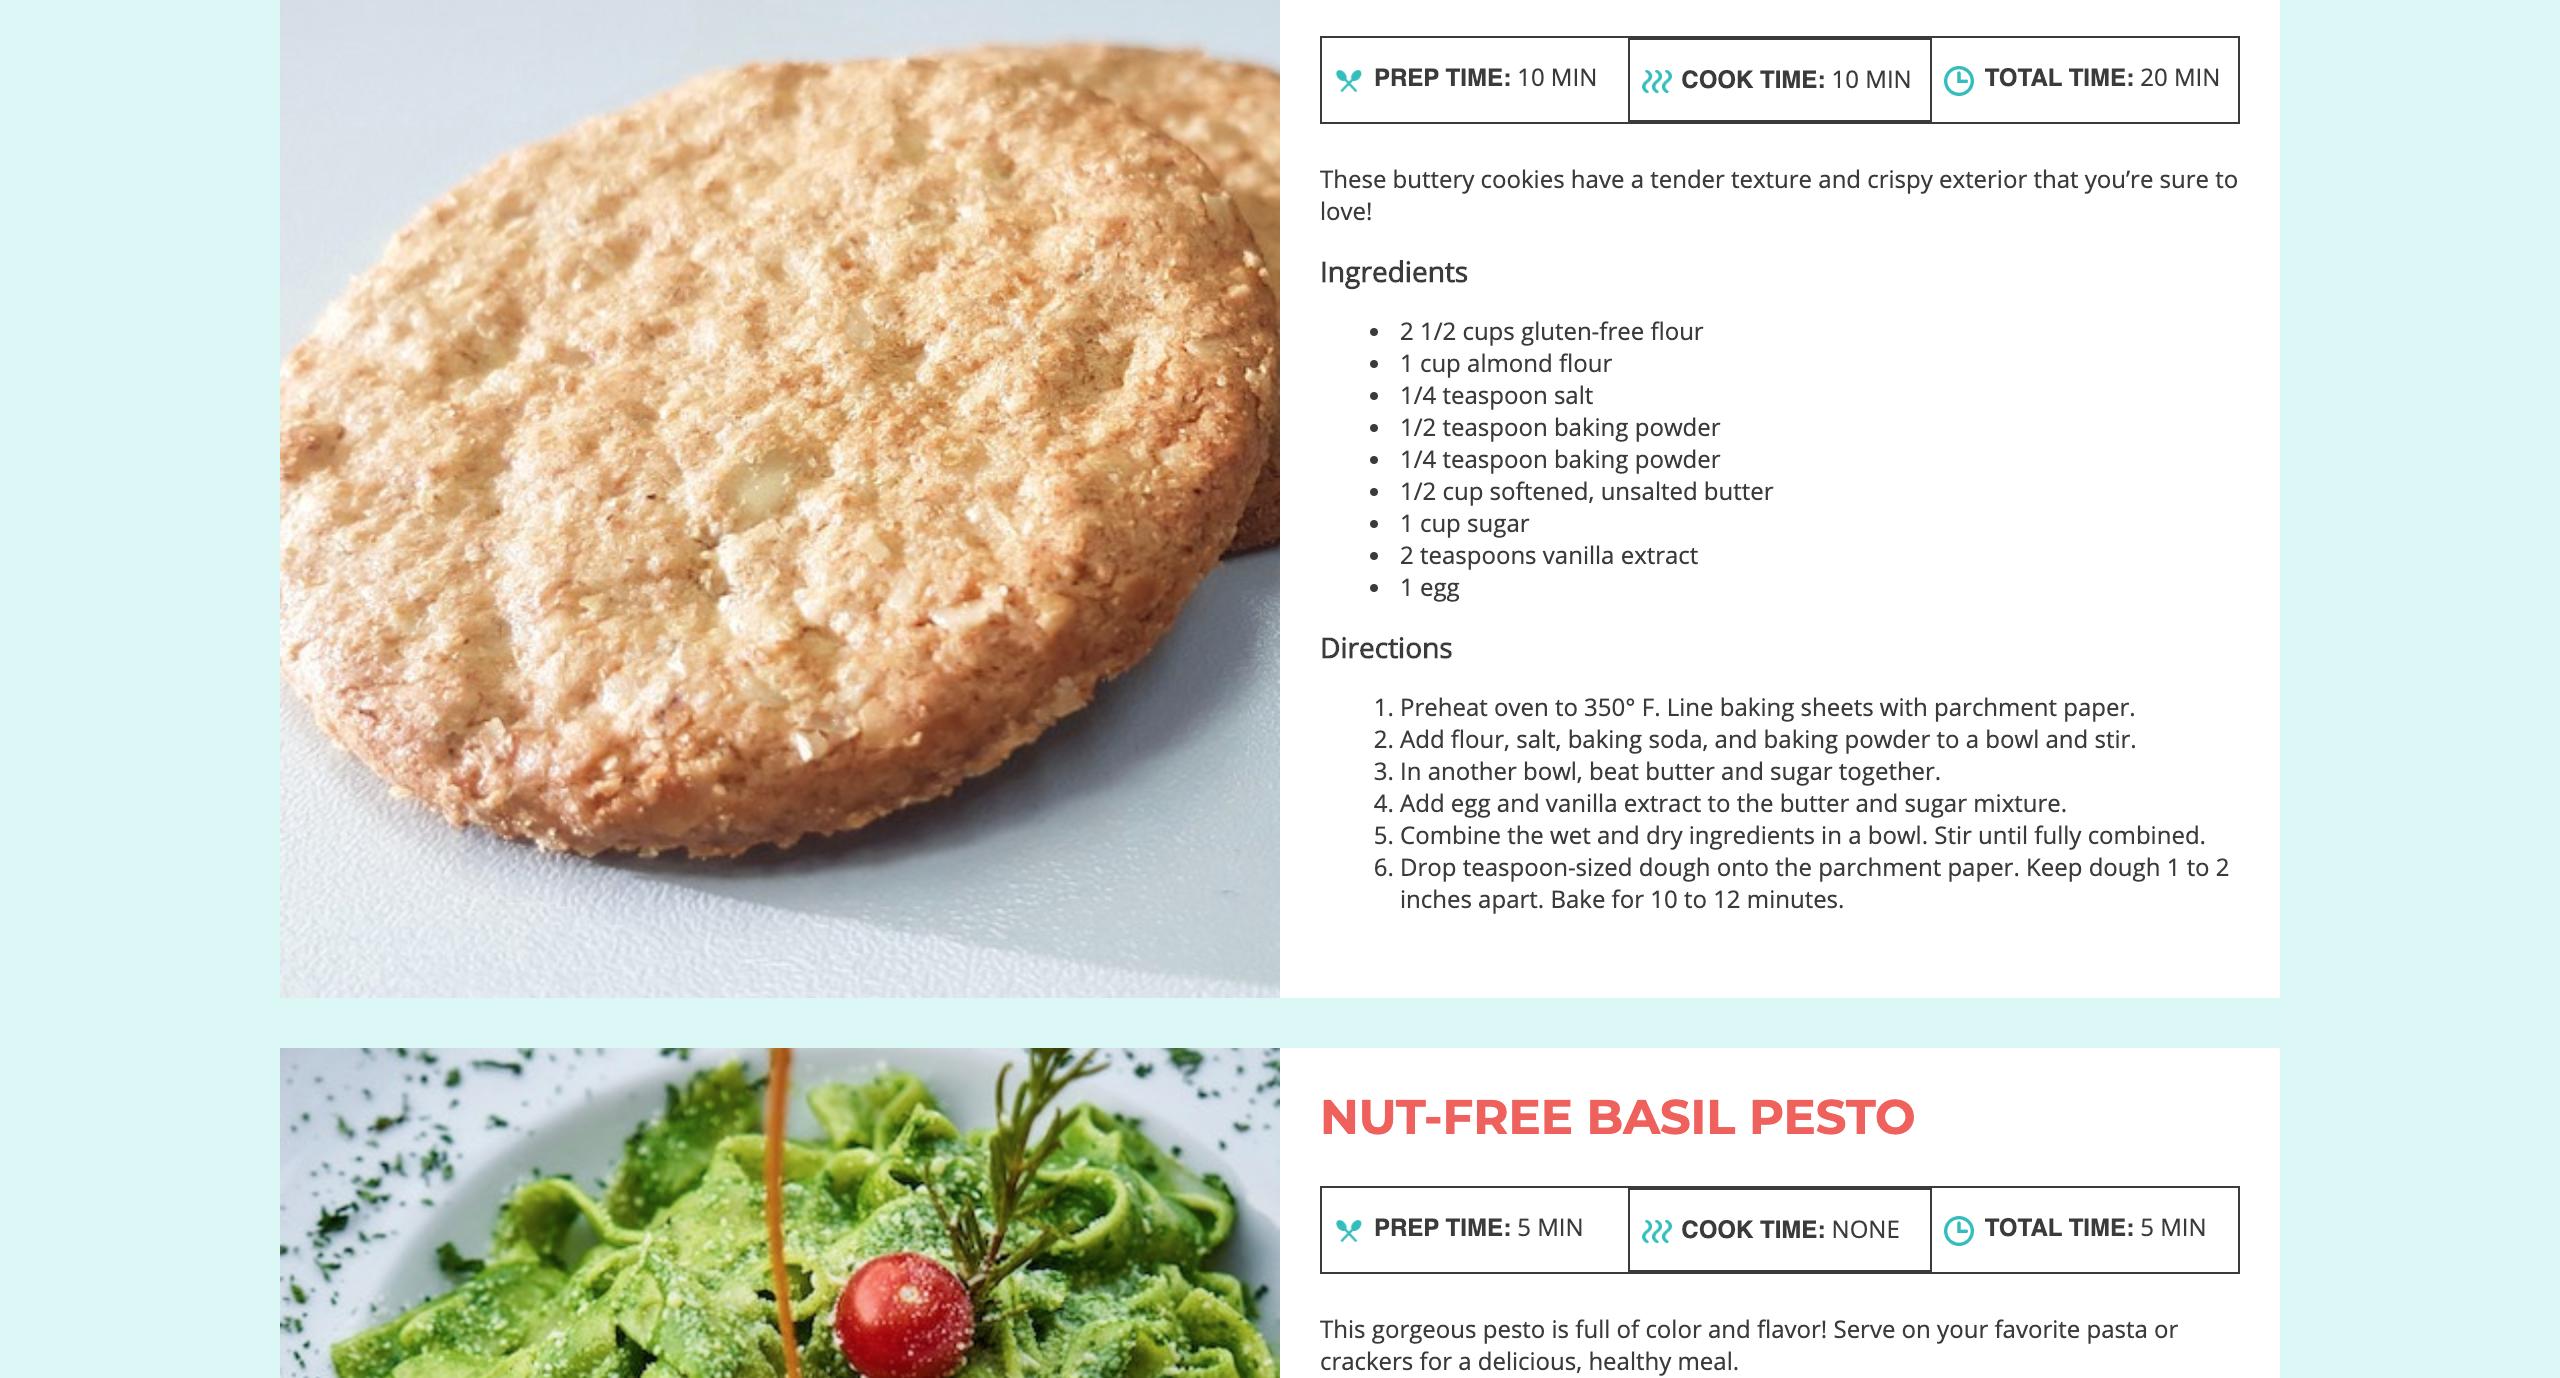 PREP TIME: 10 MIN
COOK TIME: 10 MIN
TOTAL TIME: 20 MIN
These buttery cookies have a tender texture and crispy exterior that you’re sure to
love!
Ingredients
• 2 1/2 cups gluten-free flour
• 1 cup almond flour
• 1/4 teaspoon salt
• 1/2 teaspoon baking powder
• 1/4 teaspoon baking powder
• 1/2 cup softened, unsalted butter
• 1 cup sugar
• 2 teaspoons vanilla extract
• 1 egg
Directions
1. Preheat oven to 350° F. Line baking sheets with parchment paper.
2. Add flour, salt, baking soda, and baking powder to a bowl and stir.
3. In another bowl, beat butter and sugar together.
4. Add egg and vanilla extract to the butter and sugar mixture.
5. Combine the wet and dry ingredients in a bowl. Stir until fully combined.
6. Drop teaspoon-sized dough onto the parchment paper. Keep dough 1 to 2
inches apart. Bake for 10 to 12 minutes.
NUT-FREE BASIL PESTO
PREP TIME: 5 MIN
COOK TIME: NONE
TOTAL TIME: 5 MIN
This gorgeous pesto is full of color and flavor! Serve on your favorite pasta or
crackers for a delicious, healthy meal.